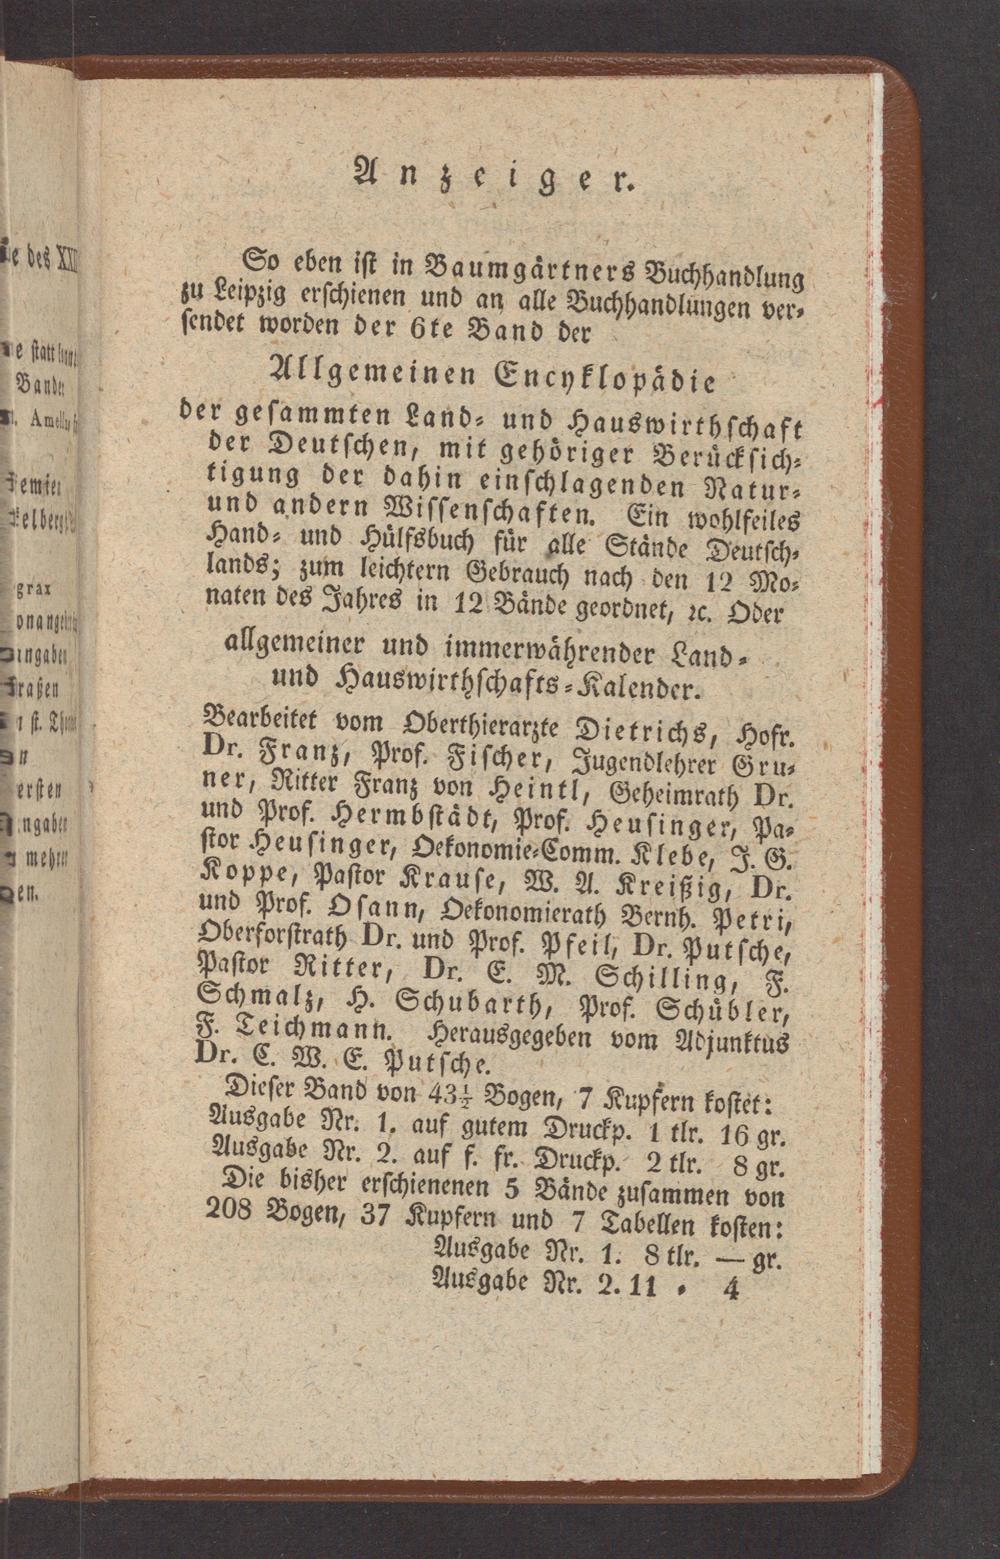 Anzeiger.
So eben ist in Baumgärtners Buchhandlung
zu Leipzig erschienen und an alle Buchhandlungen ver-
sendet worden der 6te Band der
Allgemeinen Encyklopädie
der gesammten Land- und Hauswirthschaft
der Deutschen, mit gehöriger Berücksich-
tigung der dahin einschlagenden Natur-
und andern Wissenschaften. Ein wohlfeiles
Hand- und Hülfsbuch für alle Stände Deutsch-
lands; zum leichtern Gebrauch nach den 12 Mo-
naten des Jahres in 12 Bände geordnet, ꝛc. Oder
allgemeiner und immerwährender Land-
und Hauswirthschafts-Kalender.
Bearbeitet vom Oberthierarzte Dietrichs, Hofr.
Dr. Franz, Prof. Fischer, Jugendlehrer Gru-
ner, Ritter Franz von Heintl, Geheimrath Dr.
und Prof. Hermbstädt, Prof. Heusinger, Pa-
stor Heusinger, Oekonomie-Comm. Klebe, J. G.
Koppe, Pastor Krause, W. A. Kreißig, Dr.
und Prof. Osann, Oekonomierath Bernh. Petri,
Oberforstrath Dr. und Prof. Pfeil, Dr. Putsche,
Pastor Ritter, Dr. E. M. Schilling, F.
Schmalz, H. Schubarth, Prof. Schübler,
F. Teichmann. Herausgegeben vom Adjunktus
Dr. C. W. E. Putsche.
Dieser Band von 43½ Bogen, 7 Kupfern kostet:
Ausgabe Nr. 1. auf gutem Druckp. 1 tlr. 16 gr.
Ausgabe Nr. 2. auf f. fr. Druckp. 2 tlr. 8 gr.
Die bisher erschienenen 5 Bände zusammen von
208 Bogen, 37 Kupfern und 7 Tabellen kosten:
Ausgabe Nr. 1. 8 tlr. — gr.
Ausgabe Nr. 2. 11 - 4